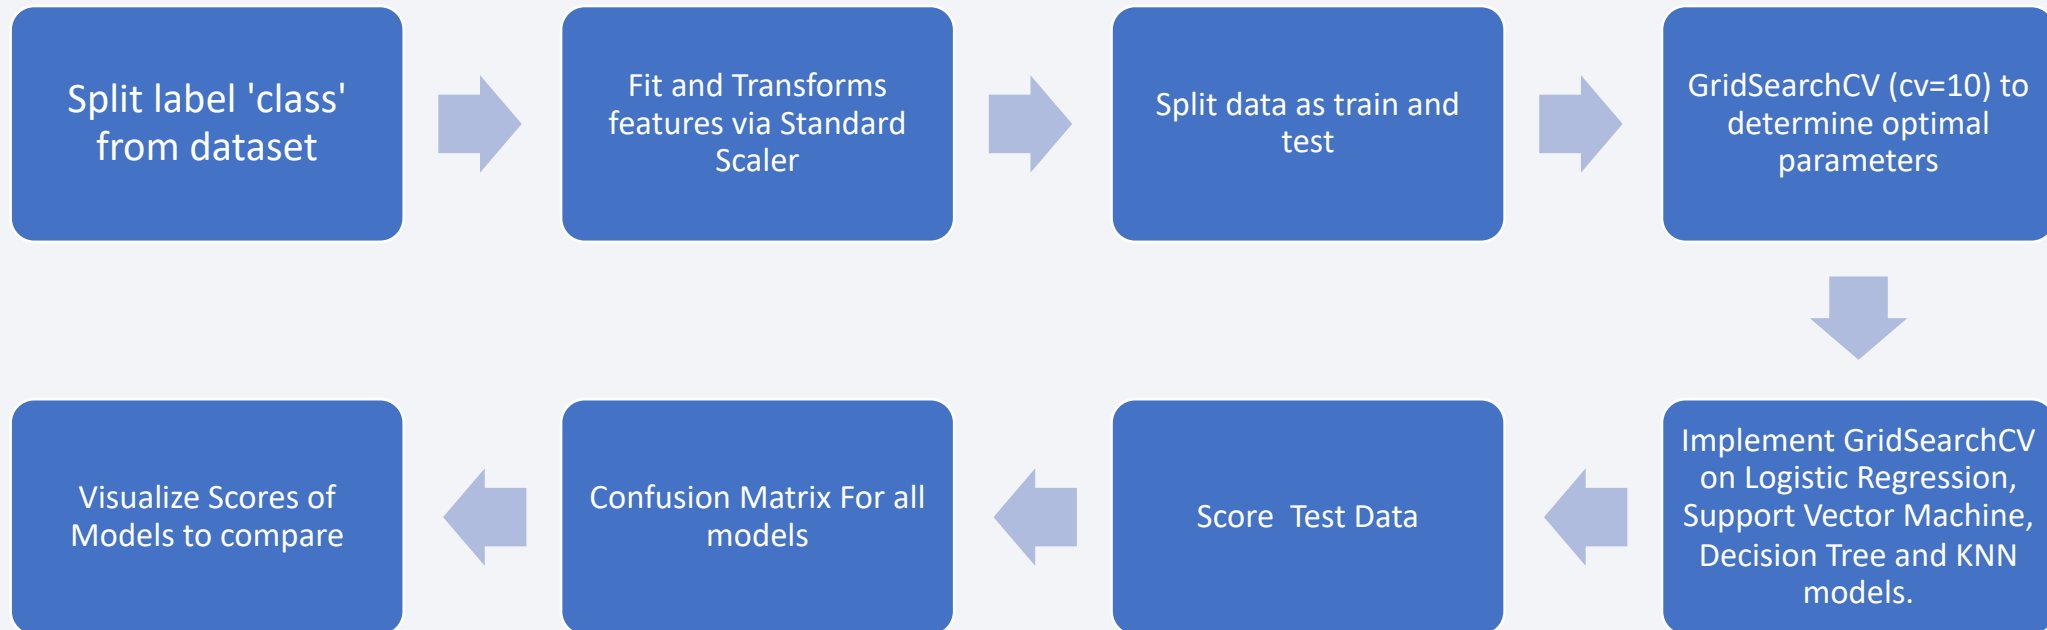 Split label 'class'
from dataset
Fit and Transforms
features via Standard
Scaler
Split data as train and
test
GridSearchCV (cv=10) to
determine optimal
parameters
Implement GridSearchCV
on Logistic Regression,
Support Vector Machine,
Decision Tree and KNN
models.
Score  Test Data
Confusion Matrix For all
models
Visualize Scores of
Models to compare